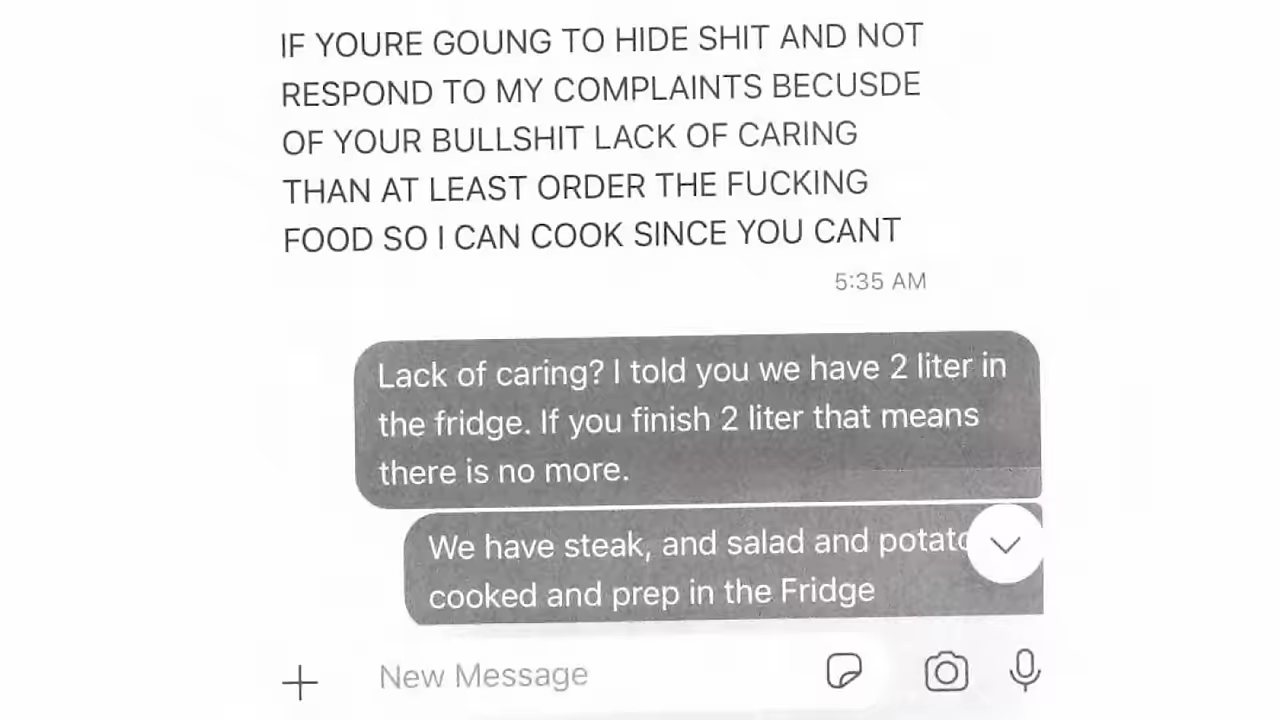 IF YOURE GOUNG TO HIDE SHIT AND NOT
RESPOND TO MY COMPLAINTS BECUSDE
OF YOUR BULLSHIT LACK OF CARING
THAN AT LEAST ORDER THE FUCKING
FOOD SO I CAN COOK SINCE YOU CANT
5:35 AM
Lack of caring? I told you we have 2 liter in
the fridge. If you finish 2 liter that means
there is no more.
We have steak, and salad and
cooked and prep in the Fridge
New Message